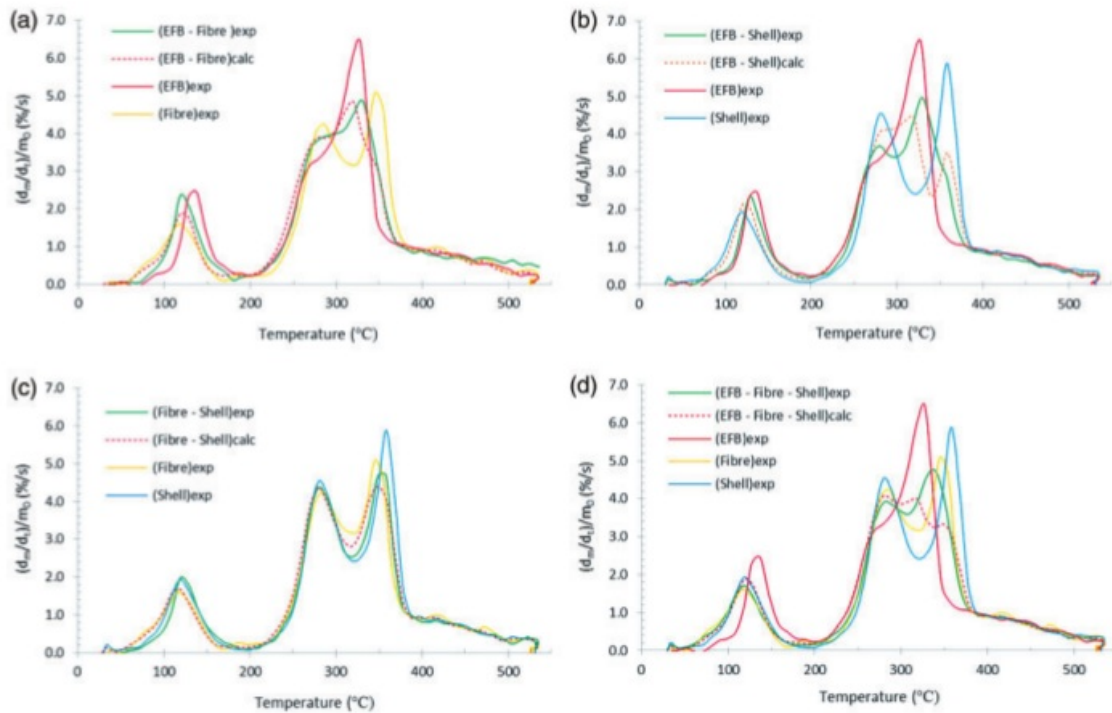 (a)
(EFB - Fibre )exp
(EFB - Fibre)calc
(EFB)exp
(Fibre)exp
7.0
6.0
5.0
4.0
3.0
2.0
1.0
0.0
(dm/dt)/m0 (%/s)
0
100
200
300
400
500
Temperature (°C)
(b)
(EFB - Shell)exp
(EFB - Shell)calc
(EFB)exp
(Shell)exp
7.0
6.0
5.0
4.0
3.0
2.0
1.0
0.0
(dm/dt)/m0 (%/s)
0
100
200
300
400
500
Temperature (°C)
(c)
(Fibre - Shell)exp
(Fibre - Shell)calc
(Fibre)exp
(Shell)exp
7.0
6.0
5.0
4.0
3.0
2.0
1.0
0.0
(dm/dt)/m0 (%/s)
0
100
200
300
400
500
Temperature (°C)
(d)
(EFB - Fibre - Shell)exp
(EFB - Fibre - Shell)calc
(EFB)exp
(Fibre)exp
(Shell)exp
7.0
6.0
5.0
4.0
3.0
2.0
1.0
0.0
(dm/dt)/m0 (%/s)
0
100
200
300
400
500
Temperature (°C)